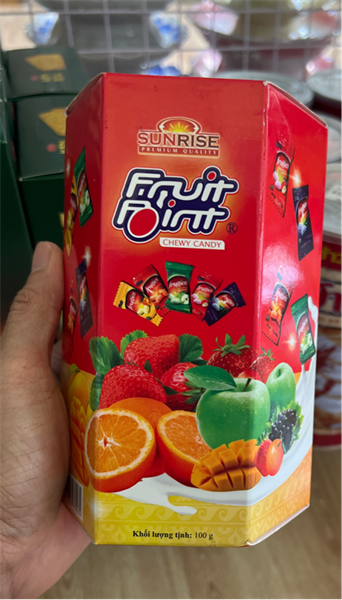 SUNRISE
PREMIUM QUALITY
Fruit
Point ®
CHEWY CANDY
Khối lượng tịnh: 100 g